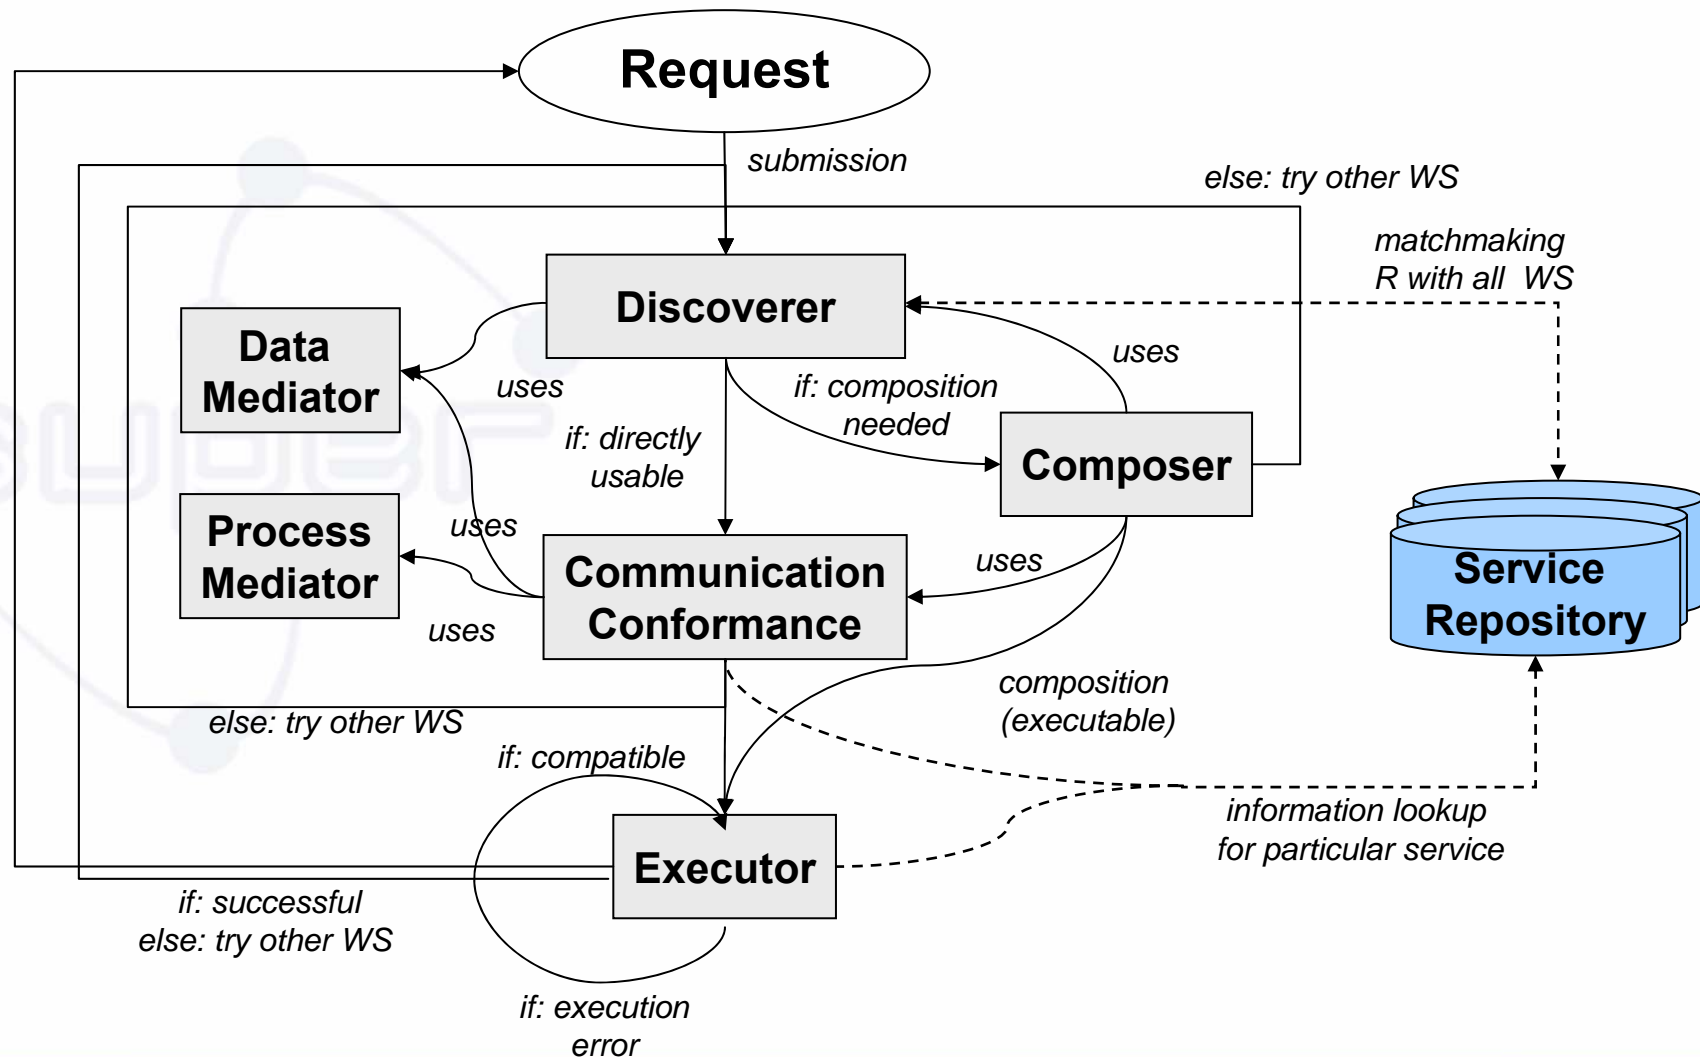 Request
submission
else: try other WS
matchmaking
R with all WS
Discoverer
Data
Mediator
uses
uses
if: composition
needed
if: directly
usable
Composer
super
Process
Mediator
uses
uses
Communication
Conformance
uses
Service
Repository
composition
(executable)
else: try other WS
if: compatible
information lookup
for particular service
Executor
if: successful
else: try other WS
if: execution
error